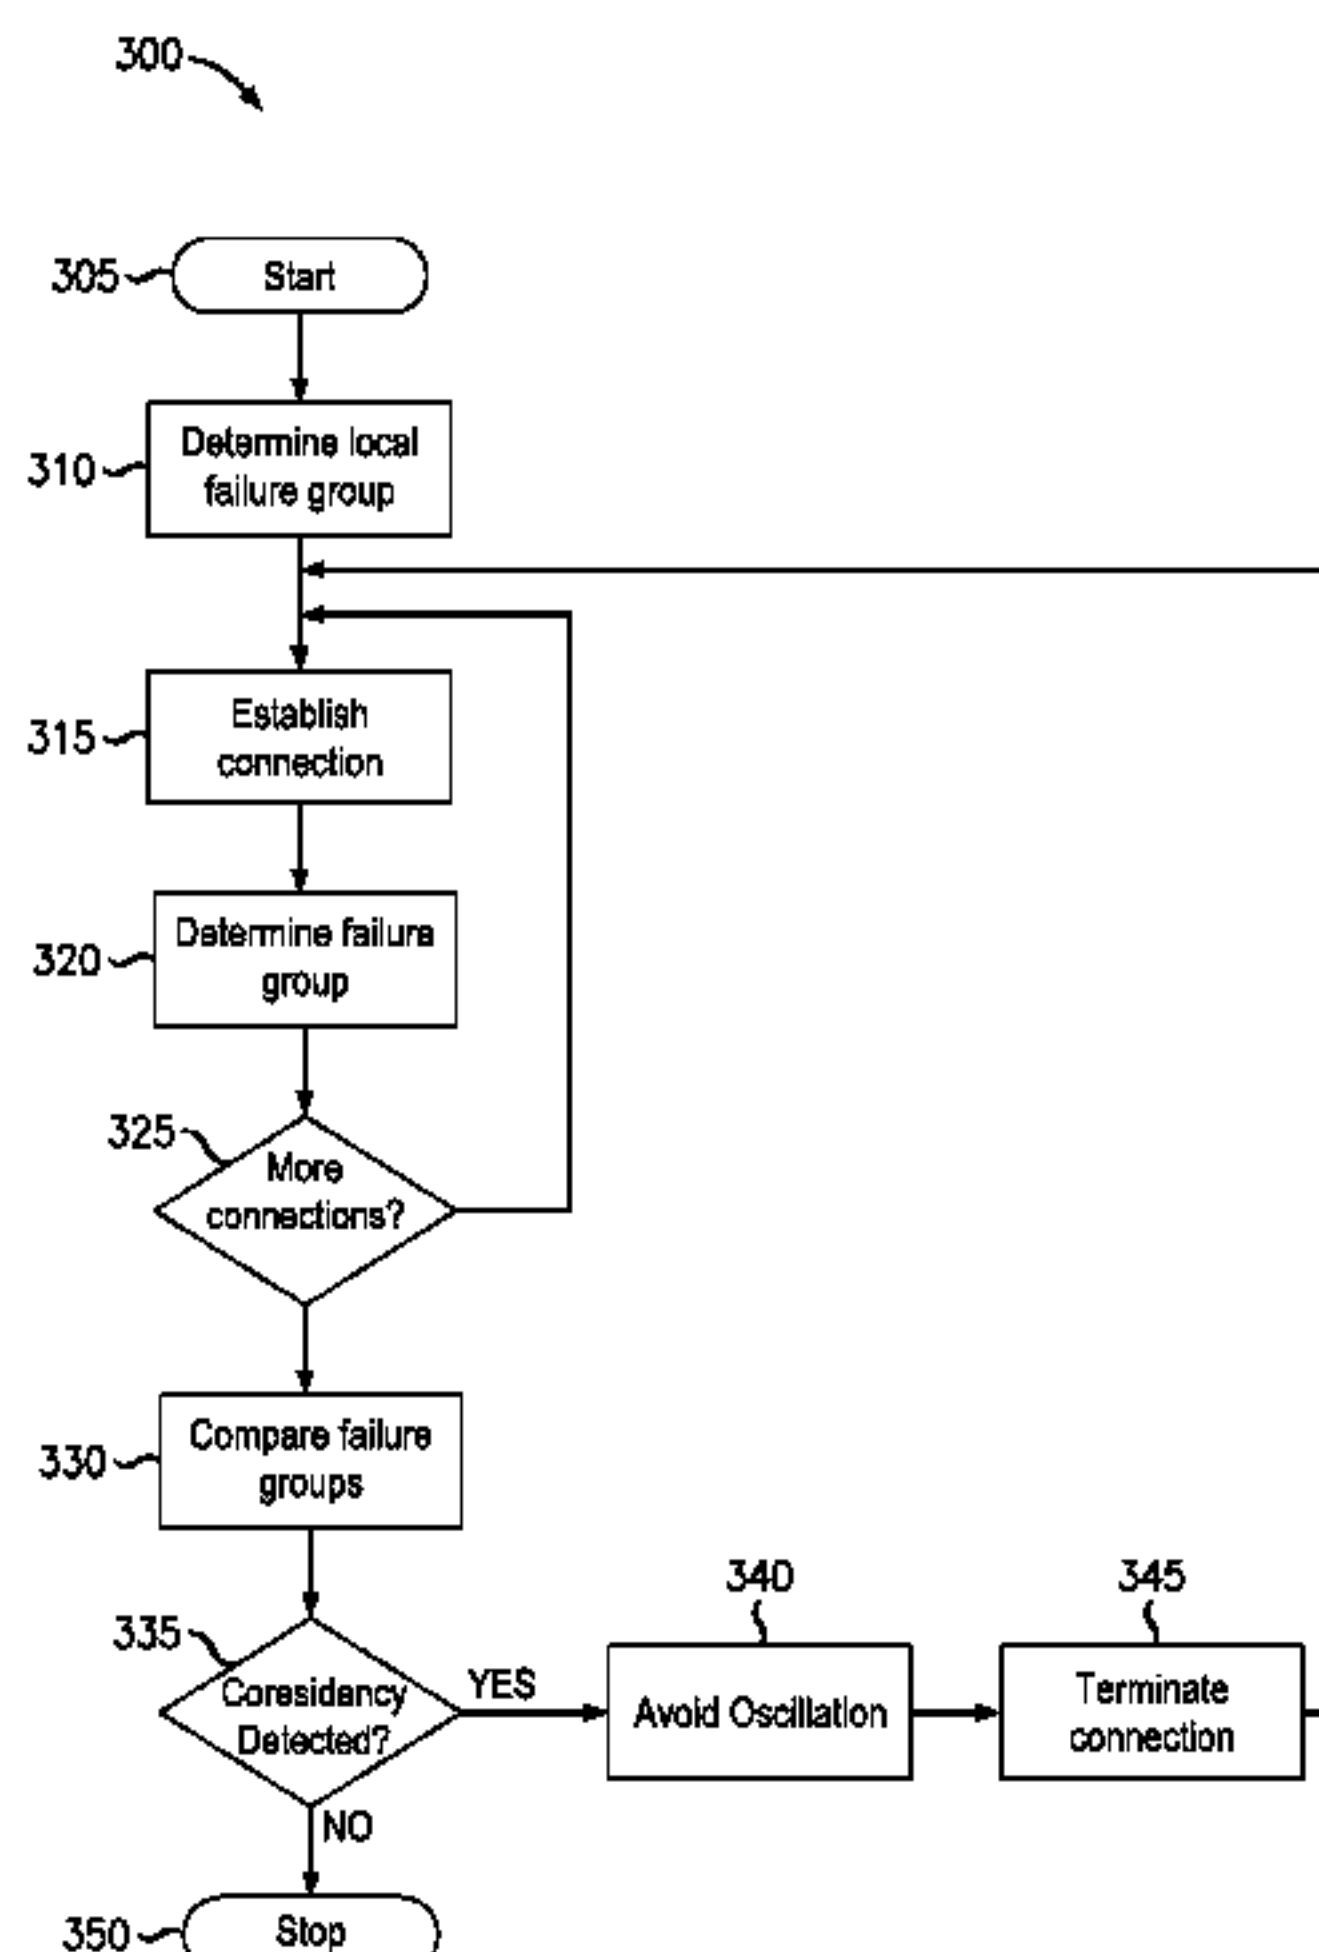 300
305
Start
310
Determine local
failure group
315
Establish
connection
320
Determine failure
group
325
More
connections?
330
Compare failure
groups
335
Coresidency
Detected?
YES
340
Avoid Oscillation
345
Terminate
connection
NO
350
Stop